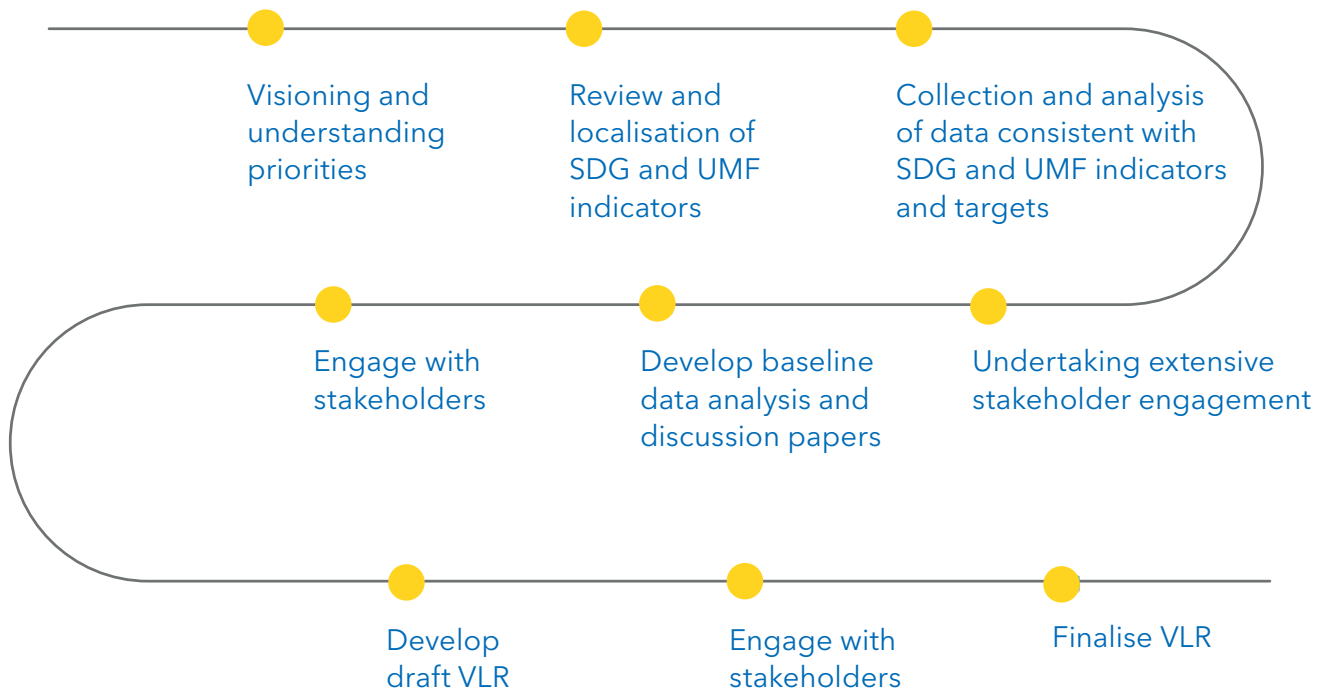 Visioning and
understanding
priorities
Review and
localisation of
SDG and UMF
indicators
Collection and analysis
of data consistent with
SDG and UMF indicators
and targets
Engage with
stakeholders
Develop baseline
data analysis and
discussion papers
Undertaking extensive
stakeholder engagement
Develop
draft VLR
Engage with
stakeholders
Finalise VLR